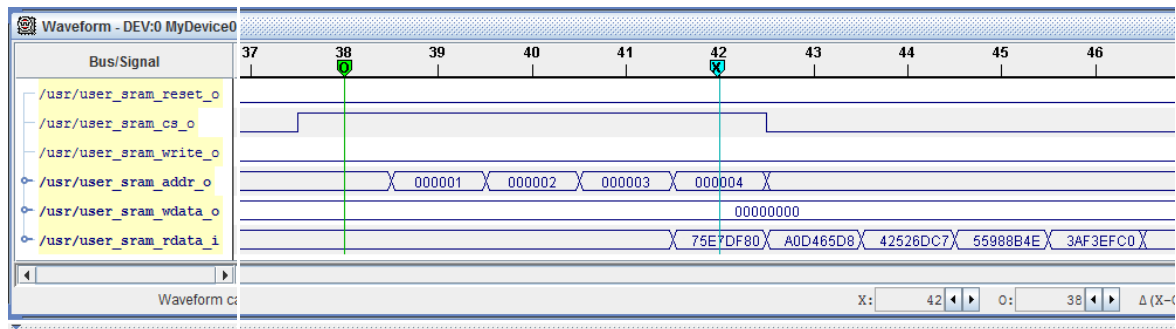 Waveform - DEV:0 MyDevice0
Bus/Signal
37 38 39 40 41 42 43 44 45 46
O X
/usr/user_sram_reset_o
/usr/user_sram_cs_o
/usr/user_sram_write_o
/usr/user_sram_addr_o 000001 000002 000003 000004
/usr/user_sram_wdata_o 00000000
/usr/user_sram_rdata_i 75E7DF80 A0D465D8 42526DC7 55988B4E 3AF3EFC0
Waveform ca X: 42 O: 38 Δ(X-